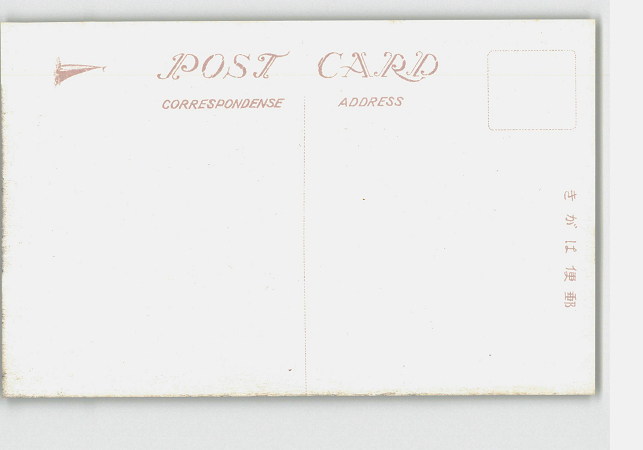 POST CARD
CORRESPONDENSE
ADDRESS
郵便はがき